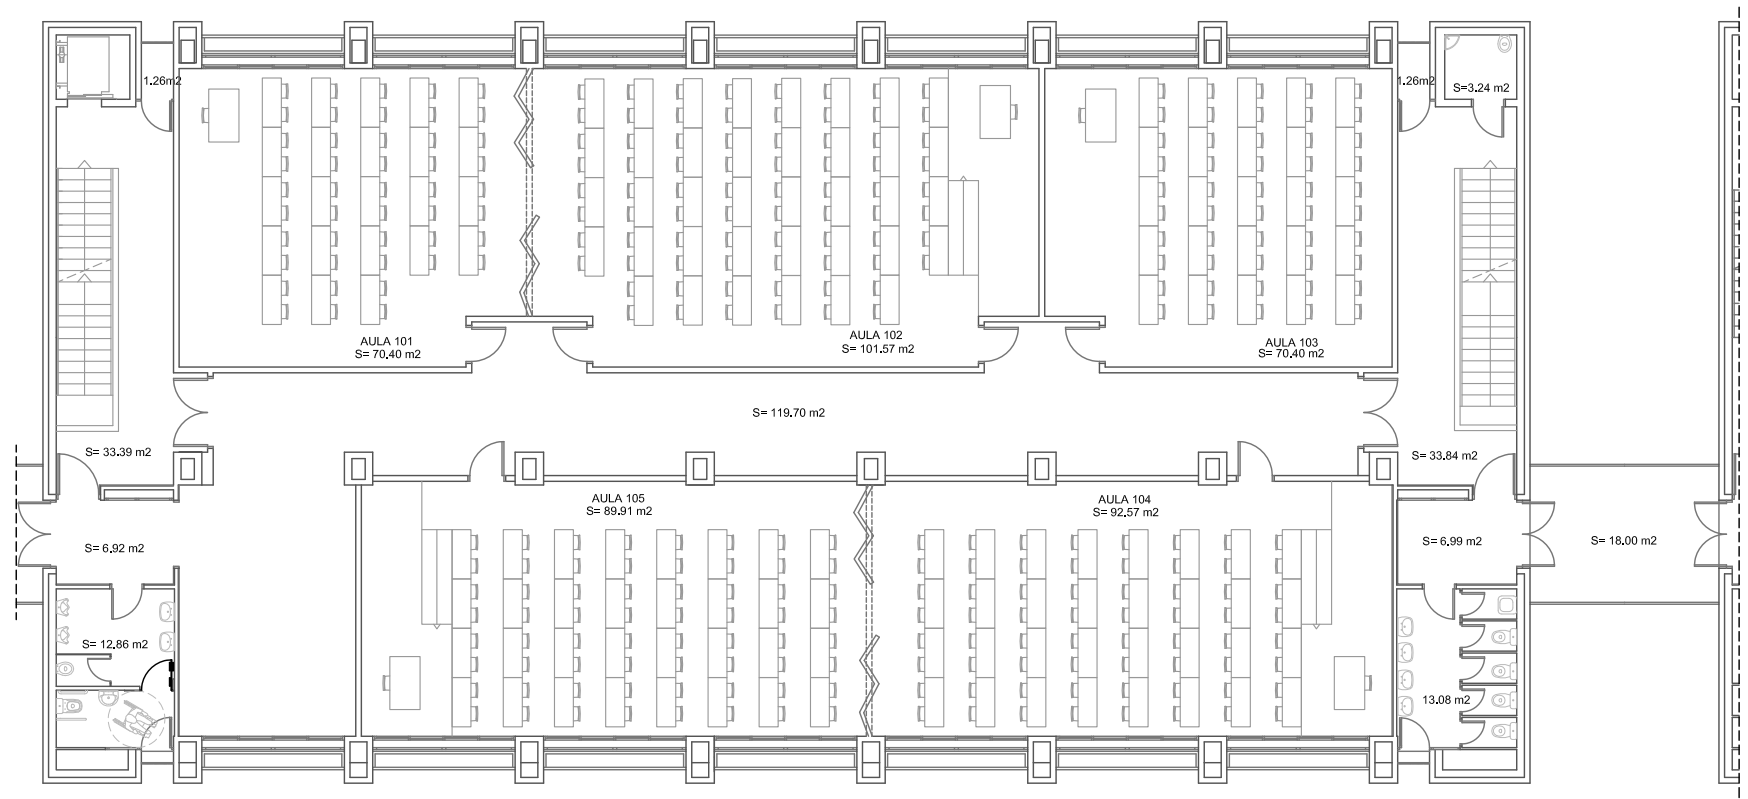 1.26m2
1.26m2
S=3.24 m2
AULA 101
S= 70.40 m2
AULA 102
S= 101.57 m2
AULA 103
S= 70.40 m2
S= 119.70 m2
S= 33.39 m2
S= 33.84 m2
AULA 105
S= 89.91 m2
AULA 104
S= 92.57 m2
S= 6.92 m2
S= 6.99 m2
S= 18.00 m2
S= 12.86 m2
13.08 m2